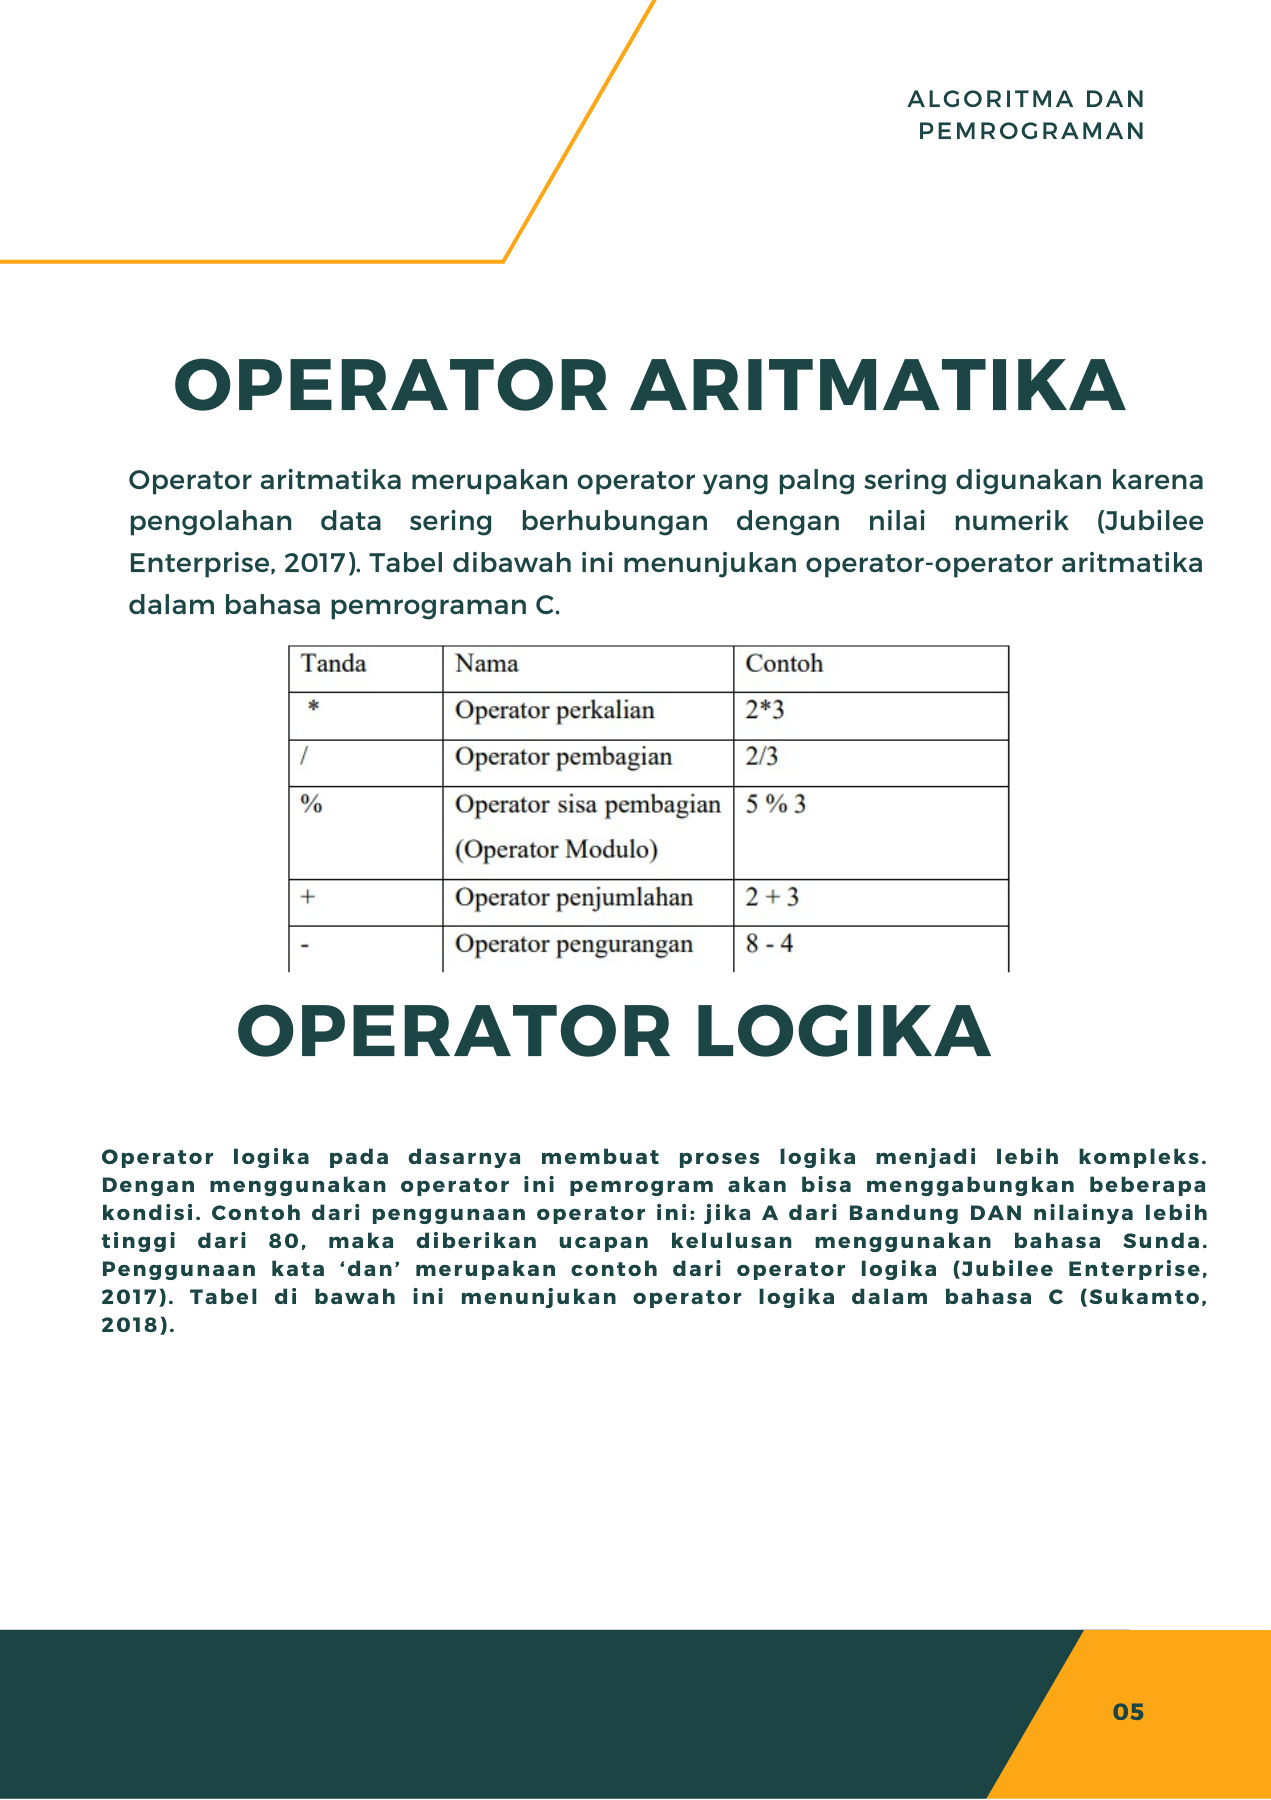 ALGORITMA DAN
PEMROGRAMAN
OPERATOR ARITMATIKA
Operator aritmatika merupakan operator yang palng sering digunakan karena
pengolahan data sering berhubungan dengan nilai numerik (Jubilee
Enterprise, 2017). Tabel dibawah ini menunjukan operator-operator aritmatika
dalam bahasa pemrograman C.
Tanda Nama Contoh
* Operator perkalian 2*3
/ Operator pembagian 2/3
% Operator sisa pembagian 5 % 3
(Operator Modulo)
+ Operator penjumlahan 2 + 3
- Operator pengurangan 8 - 4
OPERATOR LOGIKA
Operator logika pada dasarnya membuat proses logika menjadi lebih kompleks.
Dengan menggunakan operator ini pemrogram akan bisa menggabungkan beberapa
kondisi. Contoh dari penggunaan operator ini: jika A dari Bandung DAN nilainya lebih
tinggi dari 80, maka diberikan ucapan kelulusan menggunakan bahasa Sunda.
Penggunaan kata ‘dan’ merupakan contoh dari operator logika (Jubilee Enterprise,
2017). Tabel di bawah ini menunjukan operator logika dalam bahasa C (Sukamto,
2018).
05